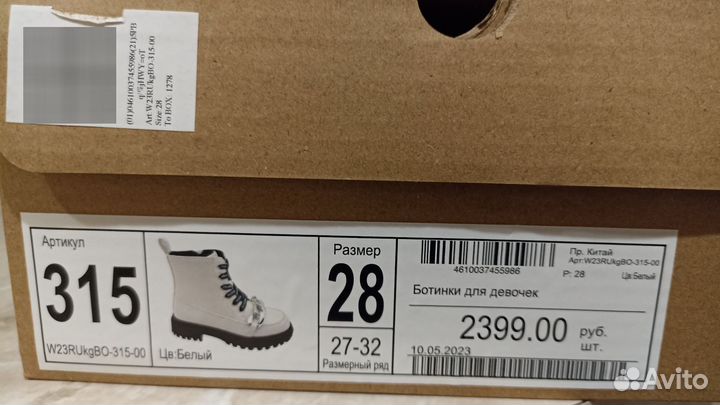 (01)04610037455986(21)5PB
Art W23RUkgBO-315-00
Size 28
To BOX: 1278
Артикул
315
W23RUkgBO-315-00
Цв:Белый
Размер
28
27-32
Размерный ряд
4610037455986
Пр. Китай
Арт:W23RUkgBO-315-00
Р: 28 Цв:Белый
Ботинки для девочек
2399.00 руб.
шт.
10.05.2023
Avito